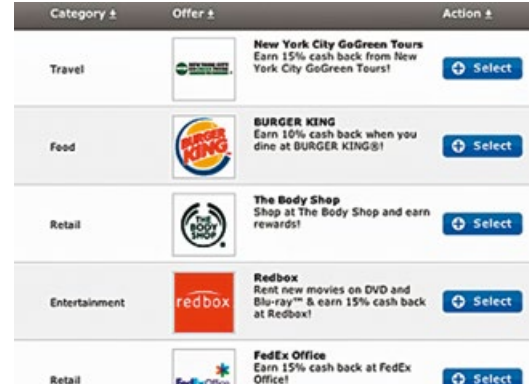 Category ±
Offer ±
Action ±
Travel
New York City GoGreen Tours
Earn 15% cash back from New
York City GoGreen Tours!
Select
Food
BURGER KING
BURGER KING
Earn 10% cash back when you
dine at BURGER KING®!
Select
Retail
THE
BODY
SHOP
The Body Shop
Shop at The Body Shop and earn
rewards!
Select
Entertainment
redbox
Redbox
Rent new movies on DVD and
Blu-ray™ & earn 15% cash back
at Redbox!
Select
Retail
FedEx Office
FedEx Office
Earn 15% cash back at FedEx
Office!
Select